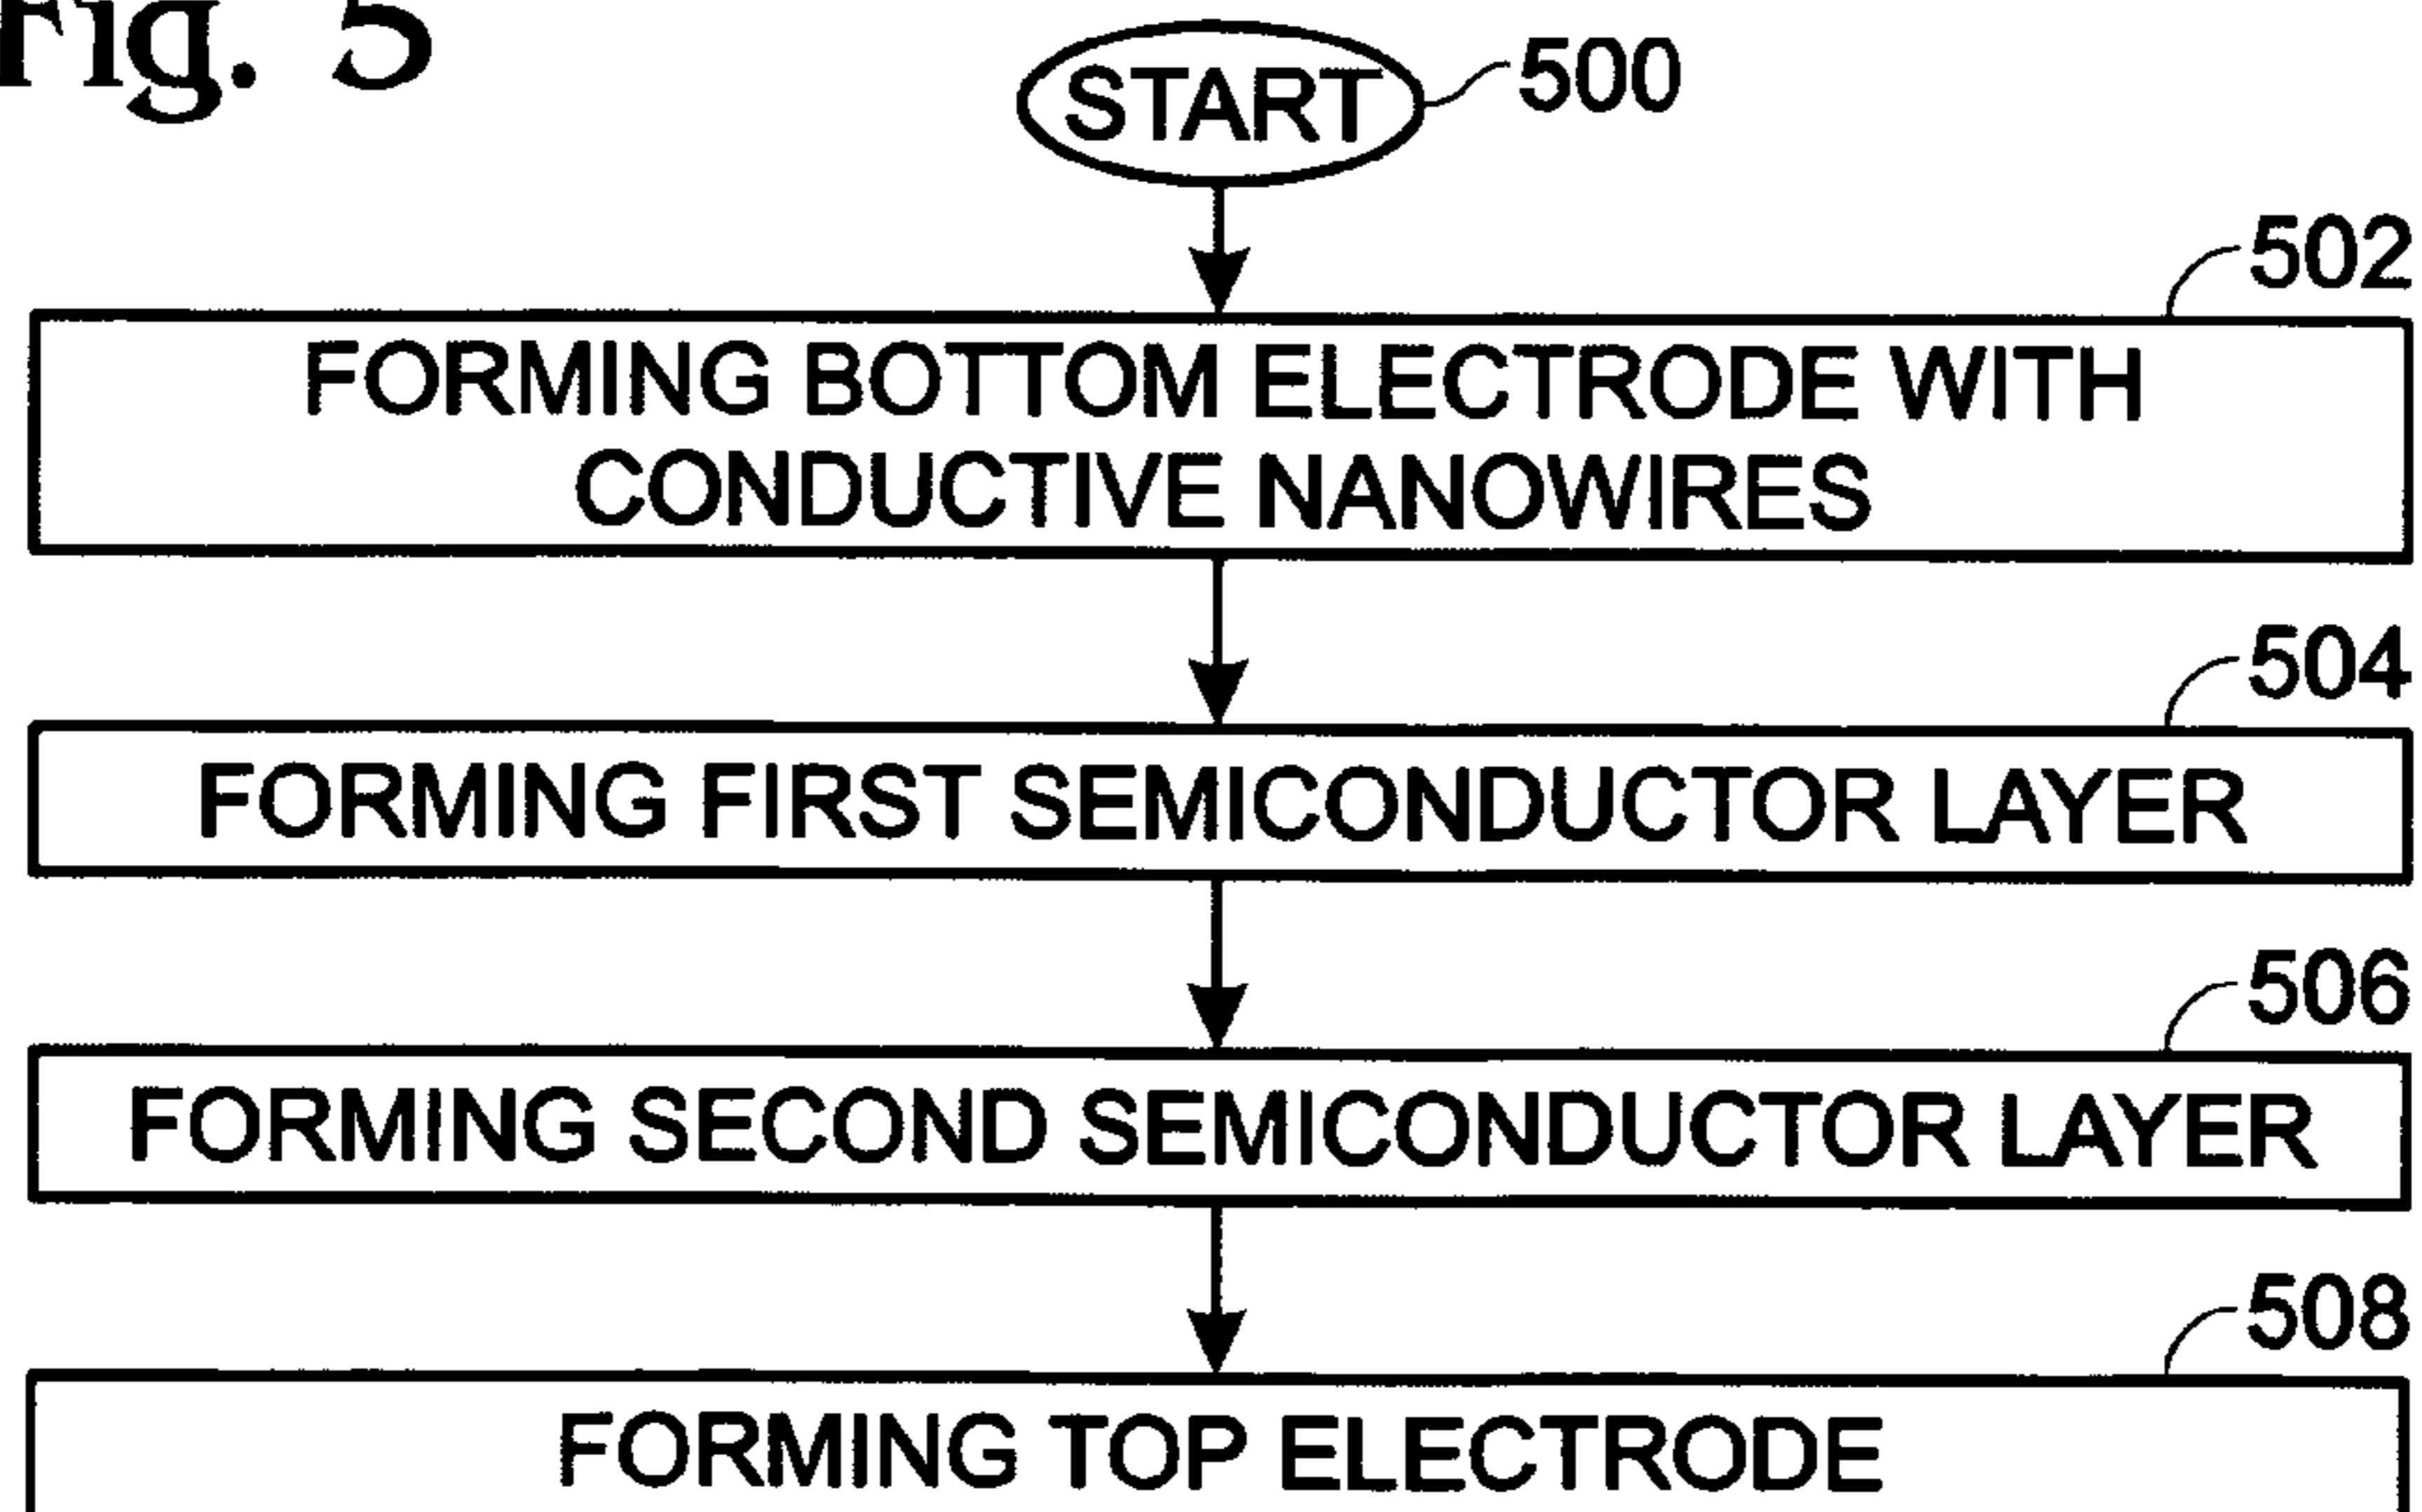 Fig. 5
START
500
502
FORMING BOTTOM ELECTRODE WITH
CONDUCTIVE NANOWIRES
504
FORMING FIRST SEMICONDUCTOR LAYER
506
FORMING SECOND SEMICONDUCTOR LAYER
508
FORMING TOP ELECTRODE